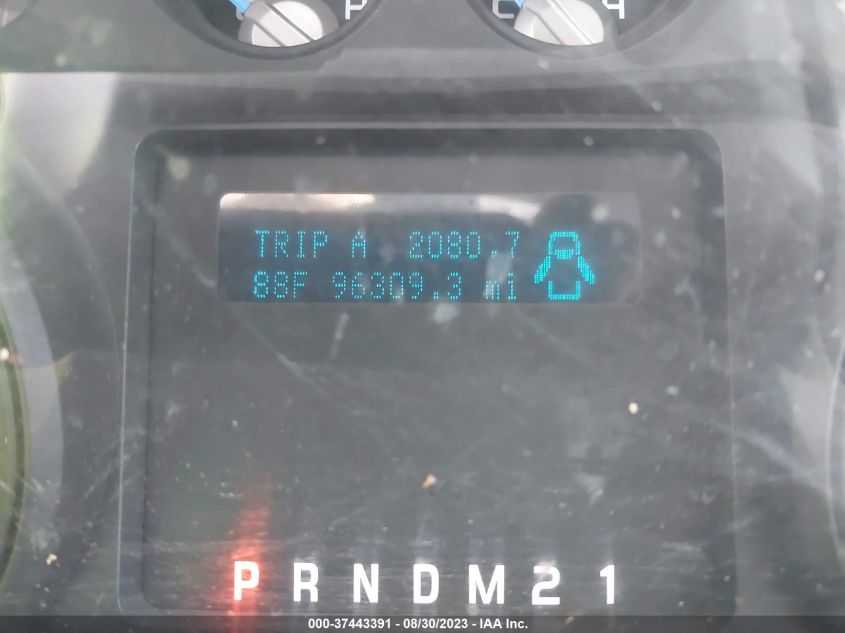 H C H
TRIP A 2080.7
88F 96309.3 mi
P R N D M 2 1
000-37443391 - 08/30/2023 - IAA Inc.